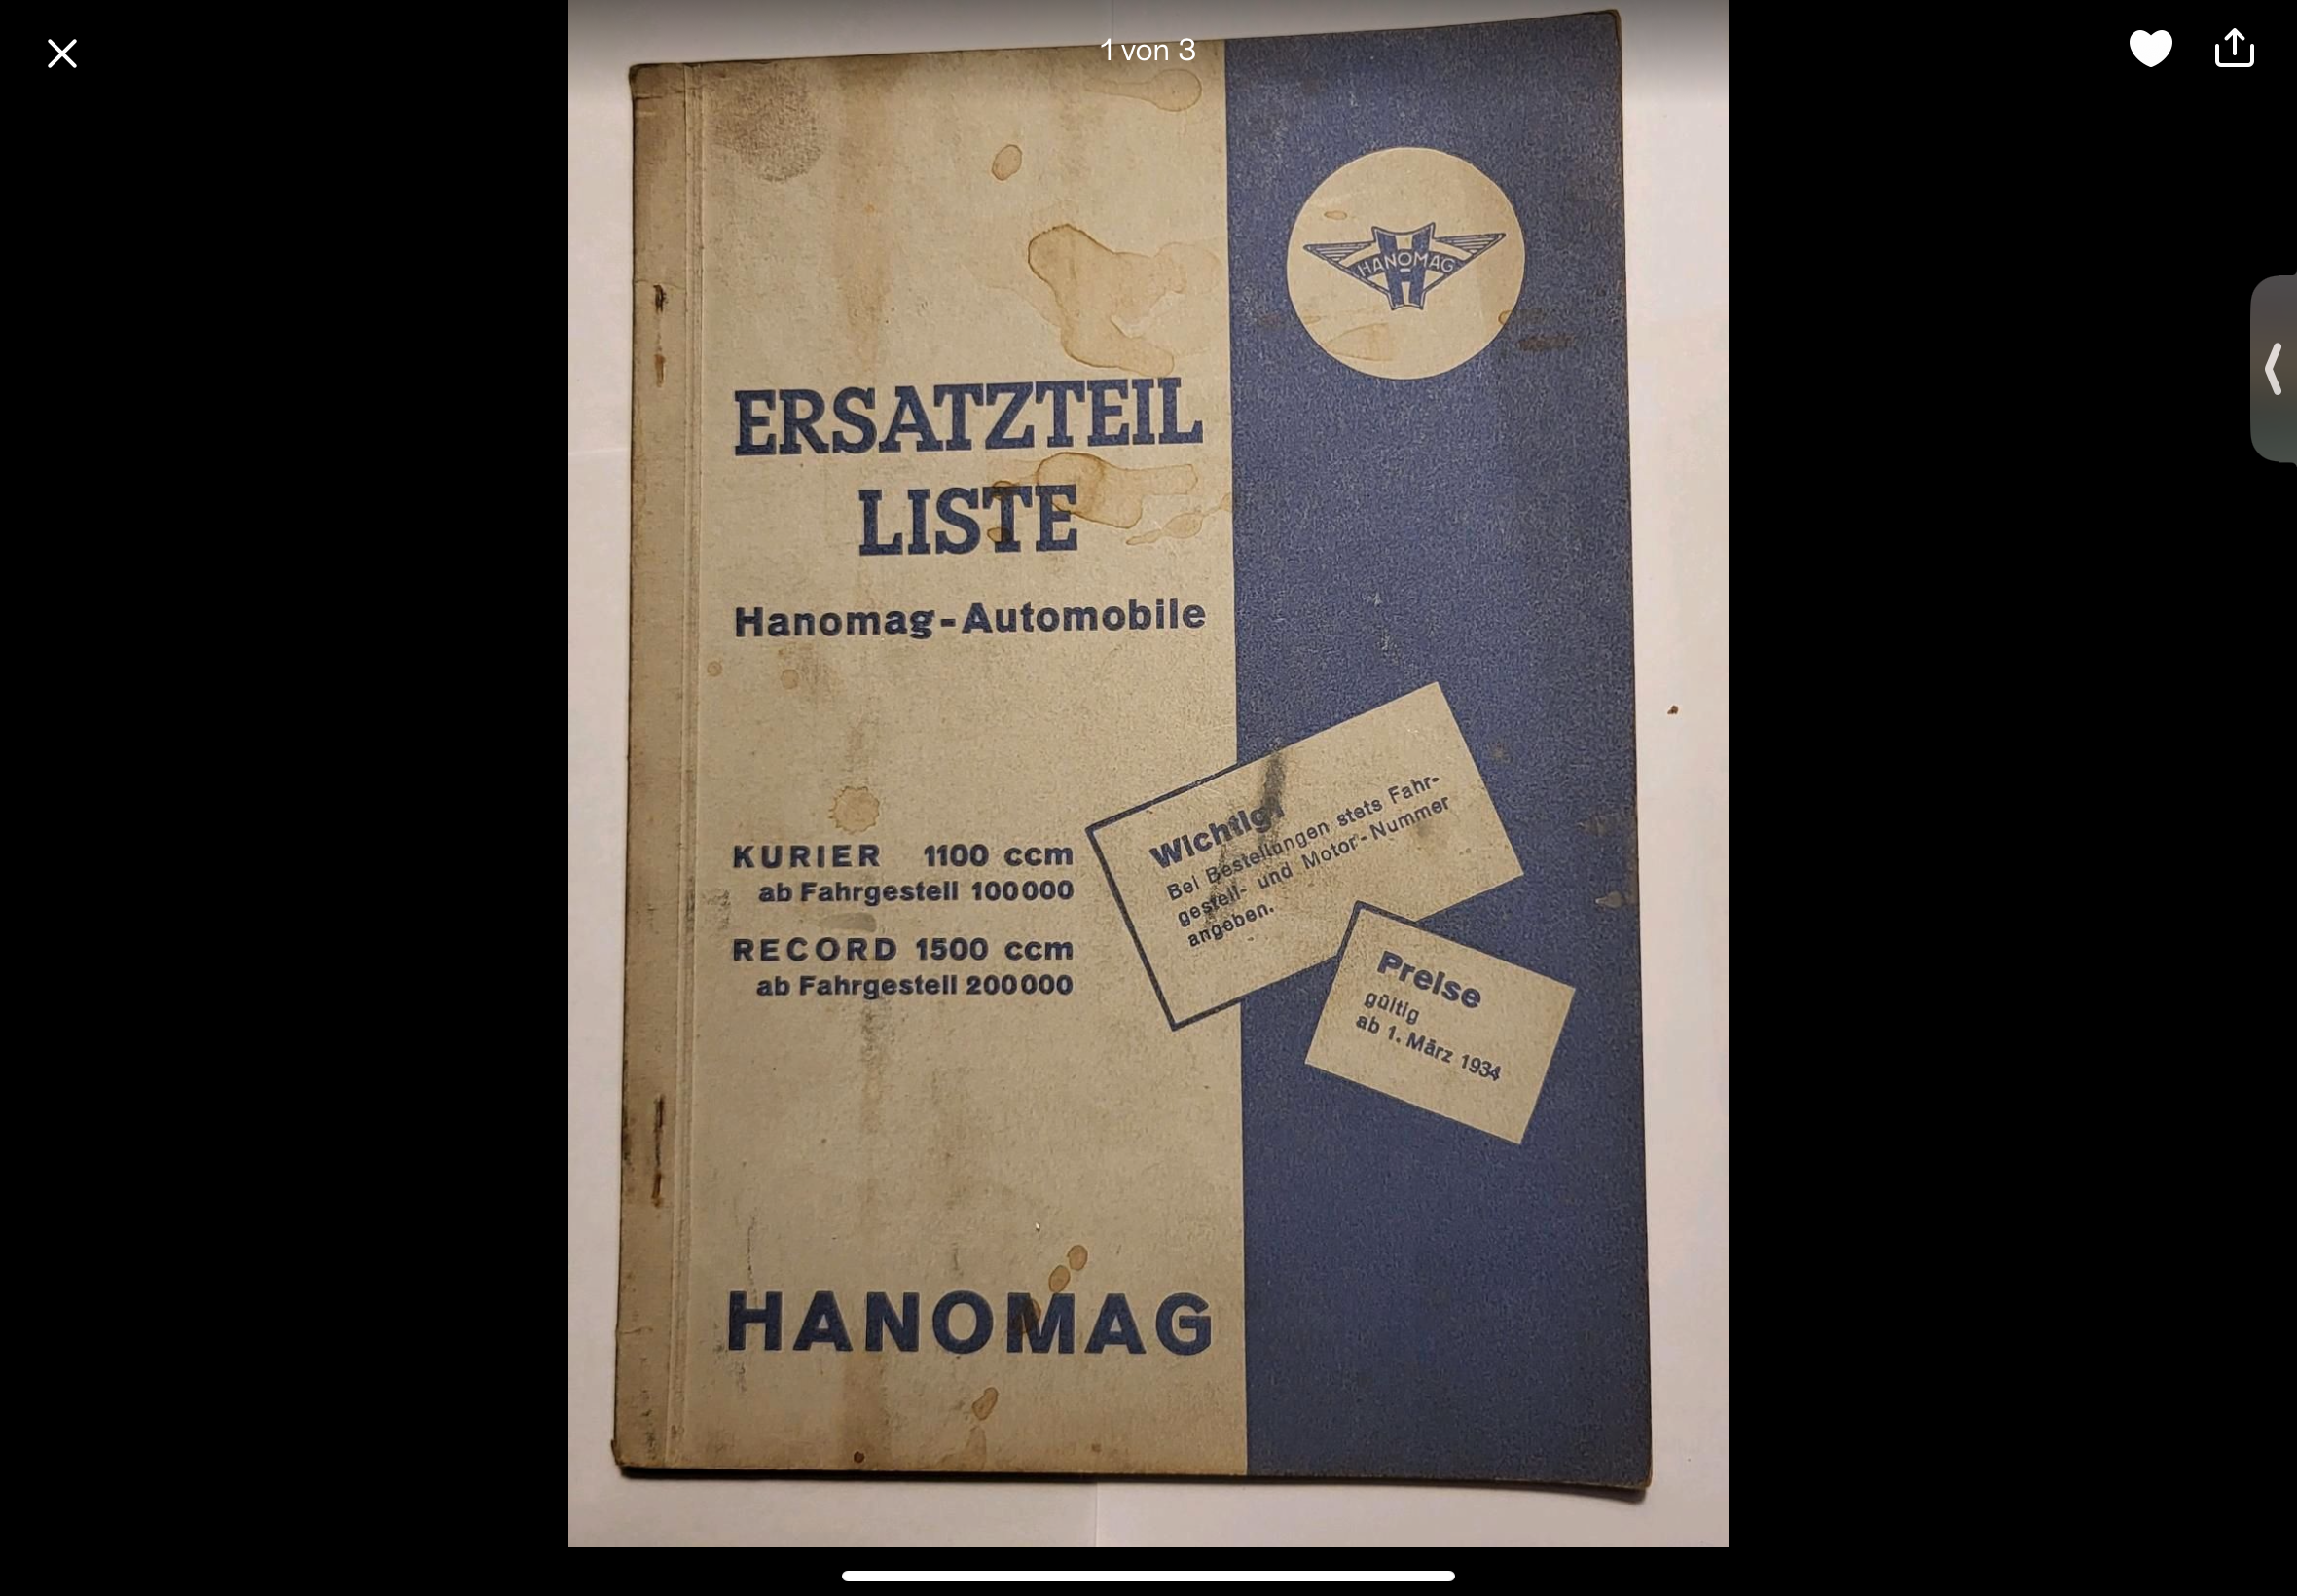 1 von 3
HANOMAG
ERSATZTEIL
LISTE
Hanomag-Automobile
KURIER 1100 ccm
ab Fahrgestell 100000
RECORD 1500 ccm
ab Fahrgestell 200000
Wichtig!
Bei Bestellungen stets Fahr-
gestell- und Motor-Nummer
angeben.
Preise
gültig
ab 1. März 1934
HANOMAG